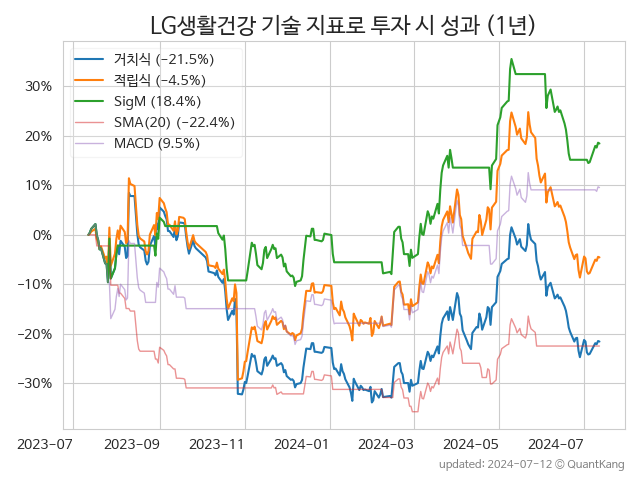 LG생활건강 기술 지표로 투자 시 성과 (1년)
거치식 (−21.5%)
적립식 (−4.5%)
SigM (18.4%)
SMA(20) (−22.4%)
MACD (9.5%)
30%
20%
10%
0%
−10%
−20%
−30%
2023-07 2023-09 2023-11 2024-01 2024-03 2024-05 2024-07
updated: 2024-07-12 © QuantKang